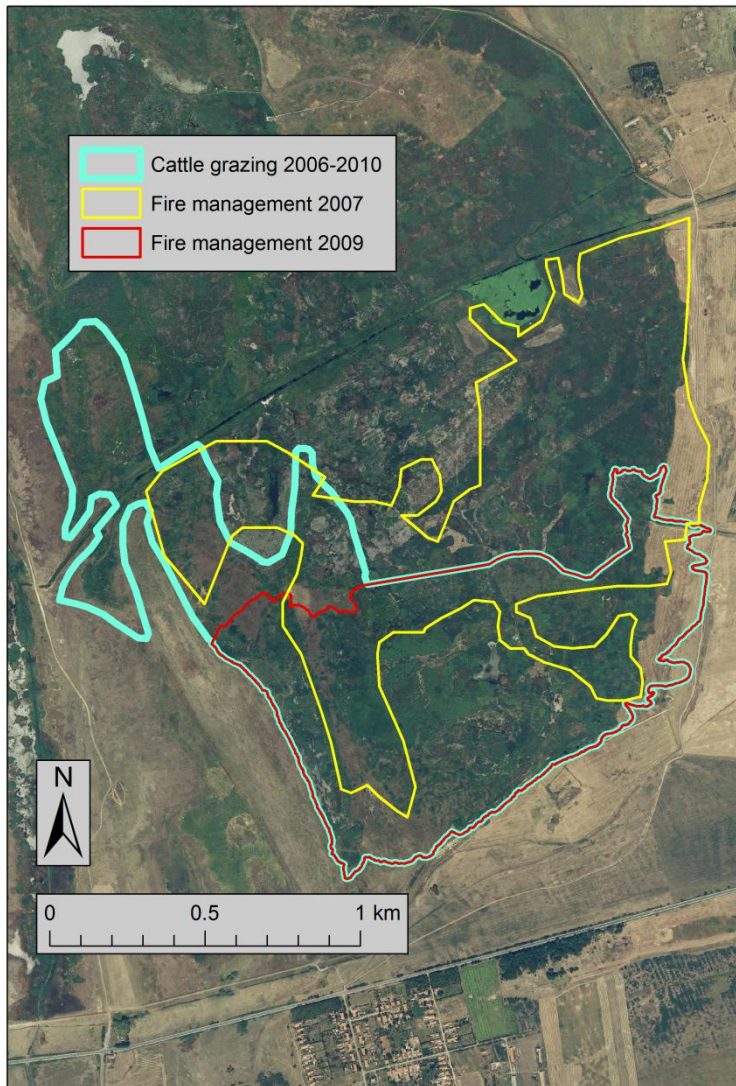 Cattle grazing 2006-2010
Fire management 2007
Fire management 2009
N
0 0.5 1 km